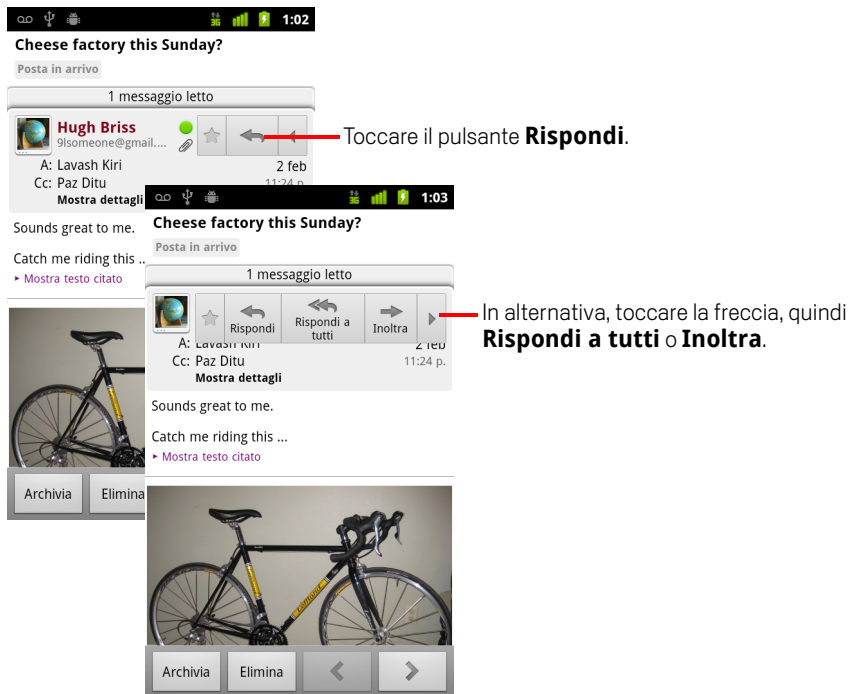 3G 1:02
Cheese factory this Sunday?
Posta in arrivo
1 messaggio letto
Hugh Briss
9lsomeone@gmail....
A: Lavash Kiri 2 feb
Cc: Paz Ditu 11:24 p.
Mostra dettagli
Sounds great to me.
Catch me riding this ..
Mostra testo citato
Archivia Elimina
Toccare il pulsante Rispondi.
3G 1:03
Cheese factory this Sunday?
Posta in arrivo
1 messaggio letto
Rispondi Rispondi a tutti Inoltra
A: Lavash Kiri 2 feb
Cc: Paz Ditu 11:24 p.
Mostra dettagli
Sounds great to me.
Catch me riding this ...
Mostra testo citato
Archivia Elimina
In alternativa, toccare la freccia, quindi
Rispondi a tutti o Inoltra.